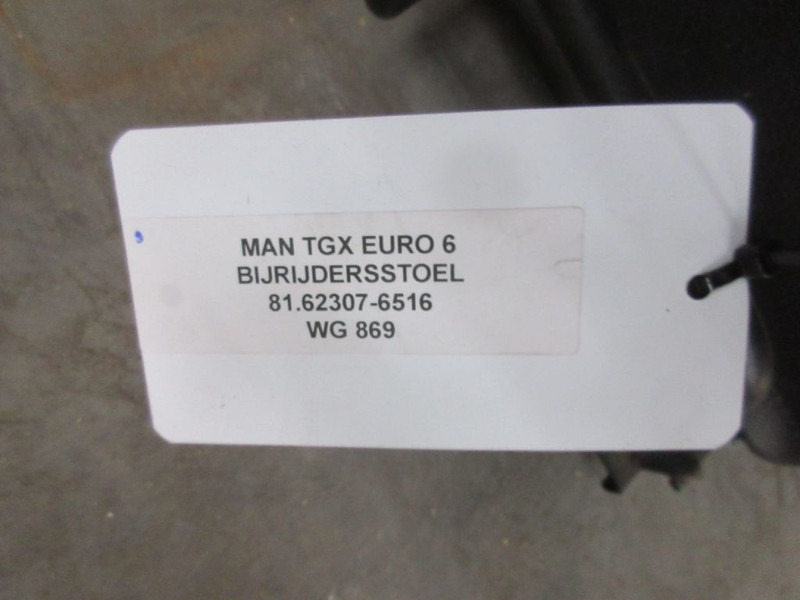 MAN TGX EURO 6
BIJRIJDERSSTOEL
81.62307-6516
WG 869